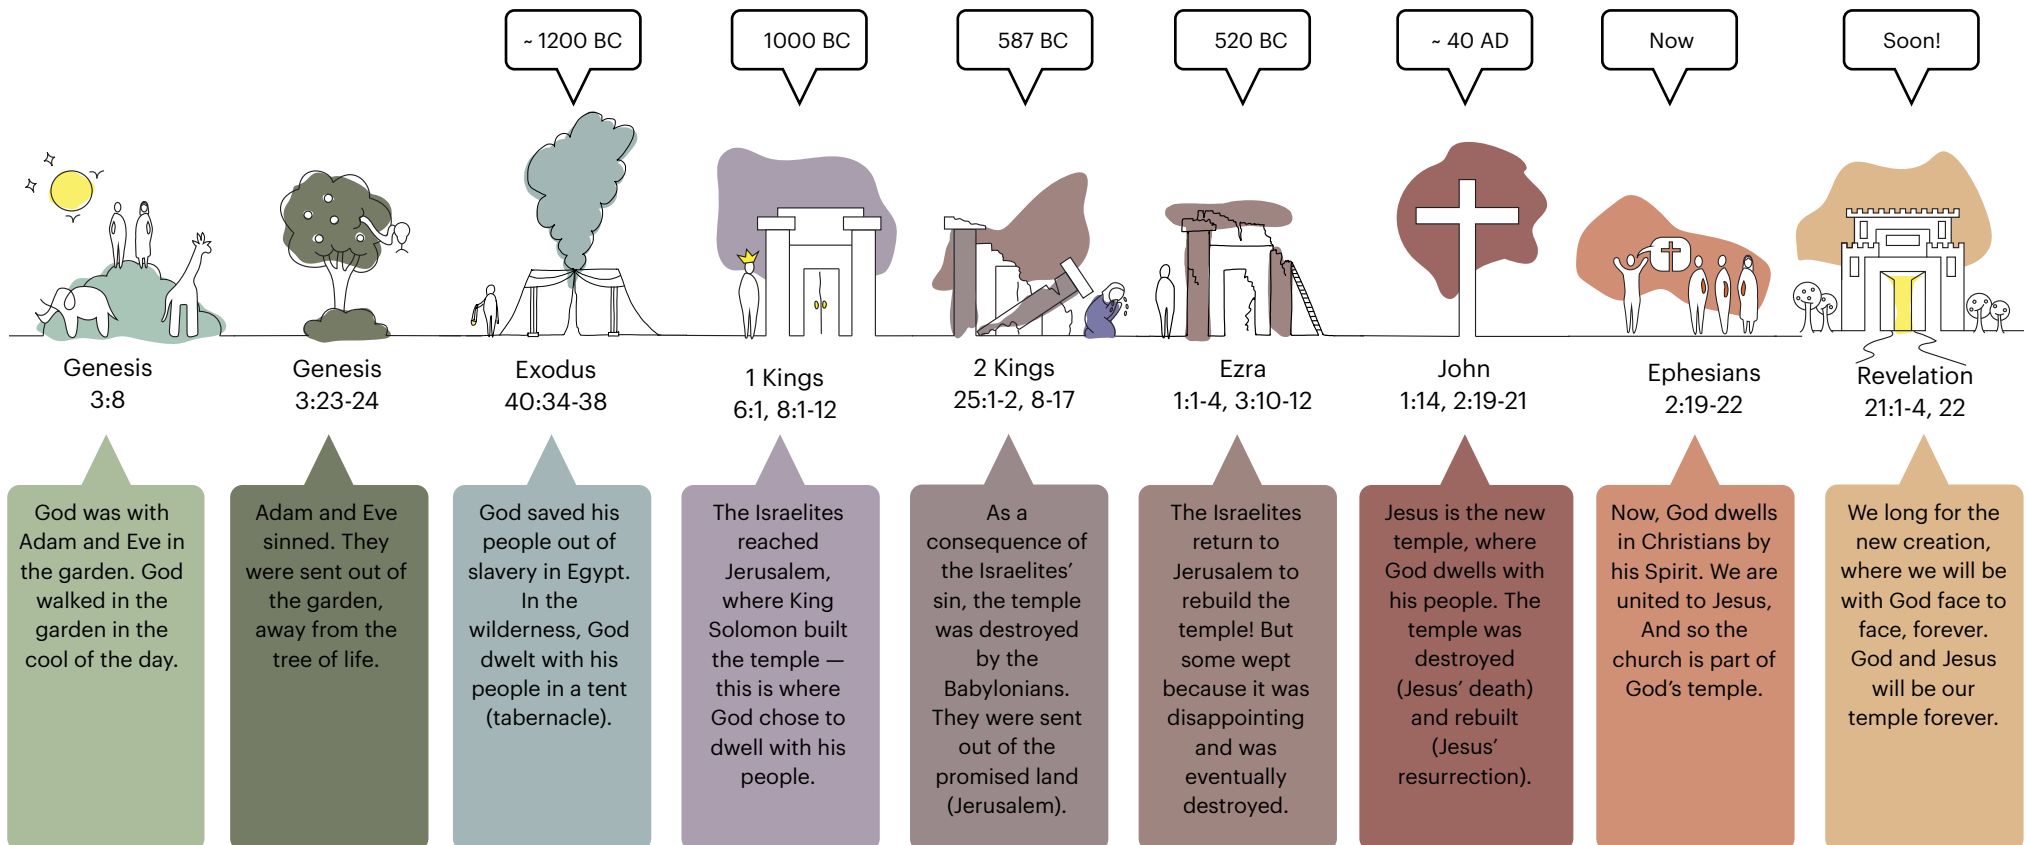 ~ 1200 BC
1000 BC
587 BC
520 BC
~ 40 AD
Now
Soon!
Genesis
3:8
Genesis
3:23-24
Exodus
40:34-38
1 Kings
6:1, 8:1-12
2 Kings
25:1-2, 8-17
Ezra
1:1-4, 3:10-12
John
1:14, 2:19-21
Ephesians
2:19-22
Revelation
21:1-4, 22
God was with
Adam and Eve in
the garden. God
walked in the
garden in the
cool of the day.
Adam and Eve
sinned. They
were sent out of
the garden,
away from the
tree of life.
God saved his
people out of
slavery in Egypt.
In the
wilderness, God
dwelt with his
people in a tent
(tabernacle).
The Israelites
reached
Jerusalem,
where King
Solomon built
the temple —
this is where
God chose to
dwell with his
people.
As a
consequence of
the Israelites’
sin, the temple
was destroyed
by the
Babylonians.
They were sent
out of the
promised land
(Jerusalem).
The Israelites
return to
Jerusalem to
rebuild the
temple! But
some wept
because it was
disappointing
and was
eventually
destroyed.
Jesus is the new
temple, where
God dwells with
his people. The
temple was
destroyed
(Jesus’ death)
and rebuilt
(Jesus’
resurrection).
Now, God dwells
in Christians by
his Spirit. We are
united to Jesus,
And so the
church is part of
God’s temple.
We long for the
new creation,
where we will be
with God face to
face, forever.
God and Jesus
will be our
temple forever.